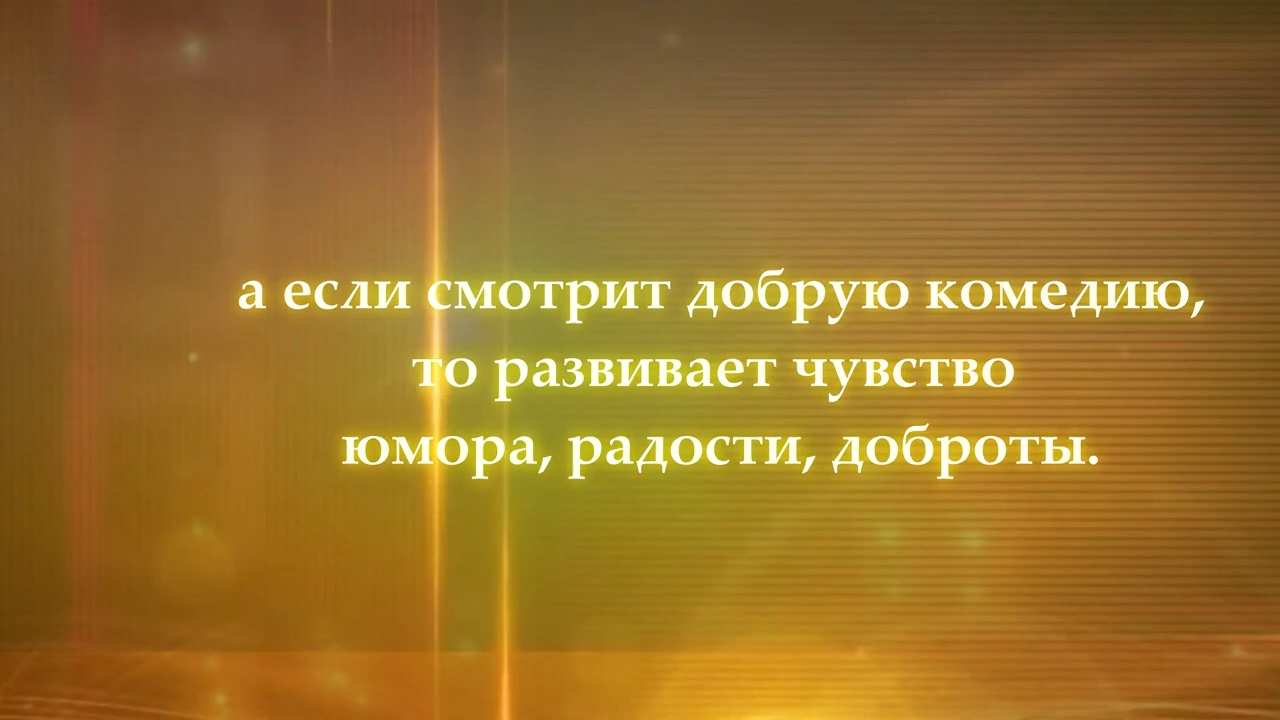 а если смотрит добрую комедию,
то развивает чувство
юмора, радости, доброты.